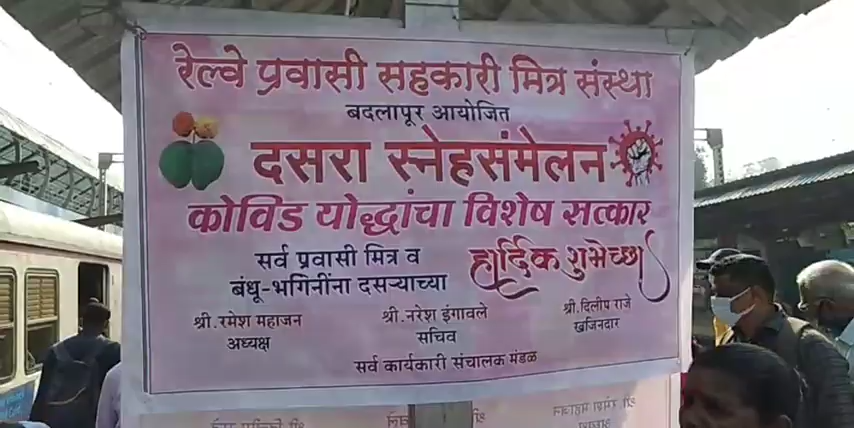 रेल्वे प्रवासी सहकारी मित्र संस्था
बदलापूर आयोजित
दसरा स्नेहसंमेलन
कोविड योद्धांचा विशेष सत्कार
सर्व प्रवासी मित्र व
बंधू-भगिनींना दसऱ्याच्या
हार्दिक शुभेच्छा
श्री.रमेश महाजन
अध्यक्ष
श्री.नरेश इंगावले
सचिव
श्री.दिलीप राजे
खजिनदार
सर्व कार्यकारी संचालक मंडळ